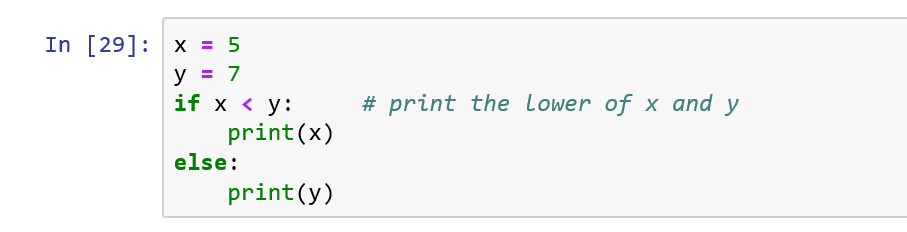 In [29]: x = 5
y = 7
if x < y:     # print the lower of x and y
    print(x)
else:
    print(y)